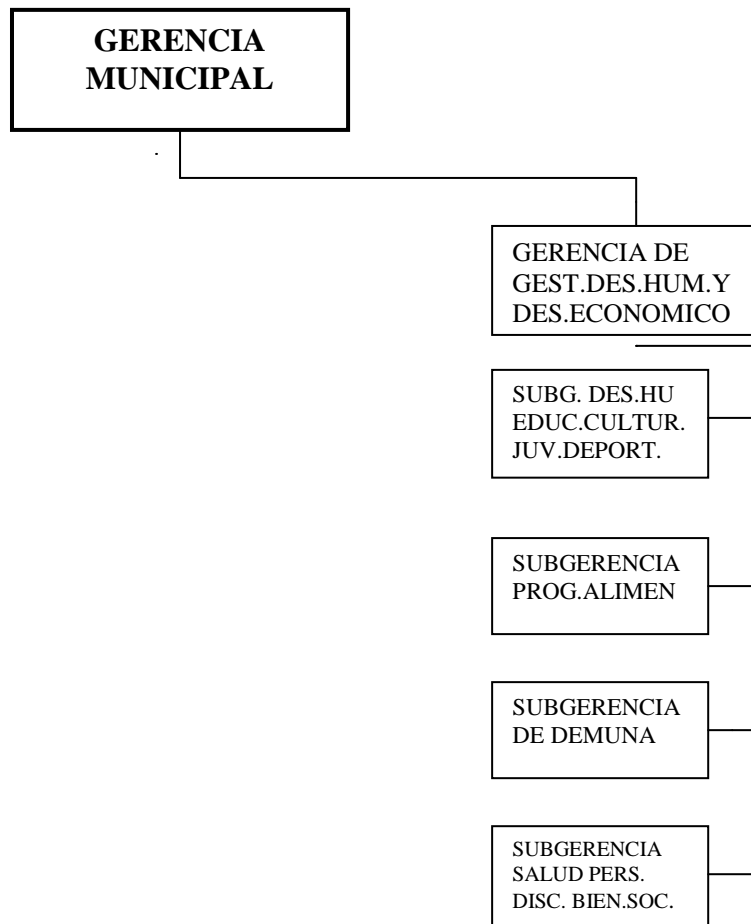 GERENCIA
MUNICIPAL
.
GERENCIA DE
GEST.DES.HUM.Y
DES.ECONOMICO
SUBG. DES.HU
EDUC.CULTUR.
JUV.DEPORT.
SUBGERENCIA
PROG.ALIMEN
SUBGERENCIA
DE DEMUNA
SUBGERENCIA
SALUD PERS.
DISC. BIEN.SOC.